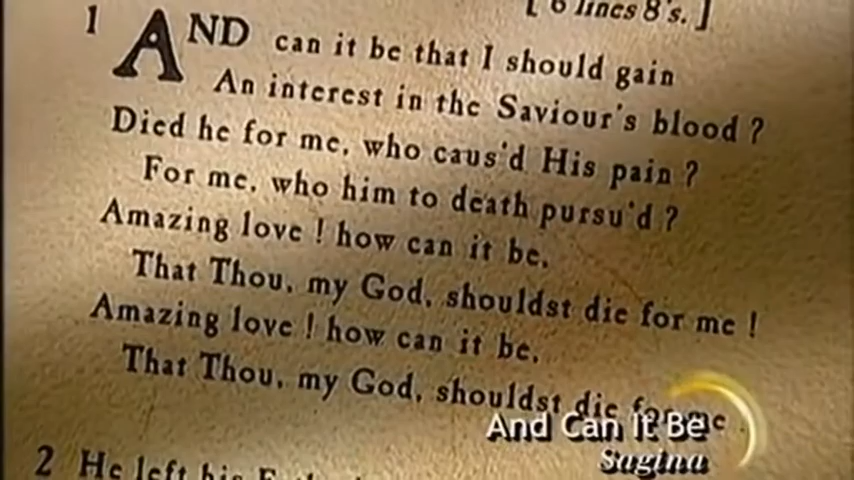 [ 6 lines 8's. ]
1 AND can it be that I should gain
An interest in the Saviour's blood ?
Died he for me, who caus'd His pain ?
For me, who him to death pursu'd ?
Amazing love ! how can it be,
That Thou, my God, shouldst die for me !
Amazing love ! how can it be,
That Thou, my God, shouldst die for me
2 He left his
And Can It Be
Sagina